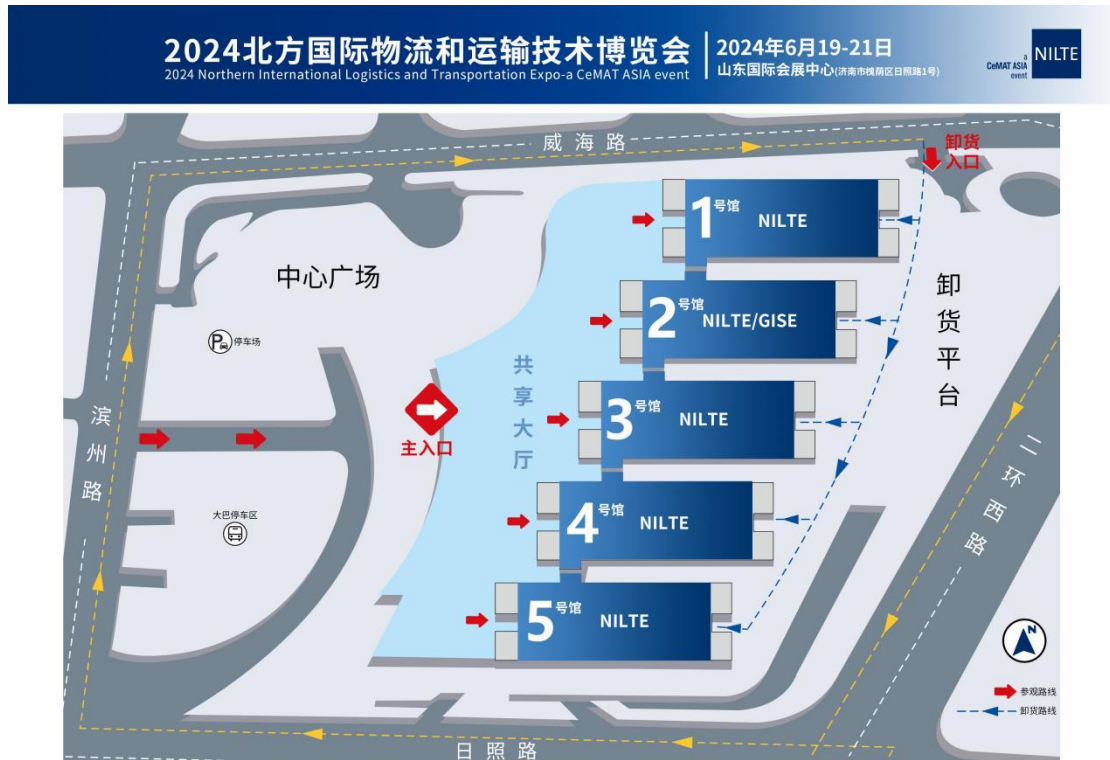 2024北方国际物流和运输技术博览会
2024 Northern International Logistics and Transportation Expo-a CeMAT ASIA event
2024年6月19-21日
山东国际会展中心(济南市槐荫区日照路1号)
a
CeMAT ASIA
event
NILTE
威海路
卸货
入口
1号馆 NILTE
中心广场
2号馆 NILTE/GISE
卸货平台
P 停车场
共享大厅
3号馆 NILTE
主入口
滨州路
二环西路
4号馆 NILTE
大巴停车区
5号馆 NILTE
N
参观路线
卸货路线
日照路